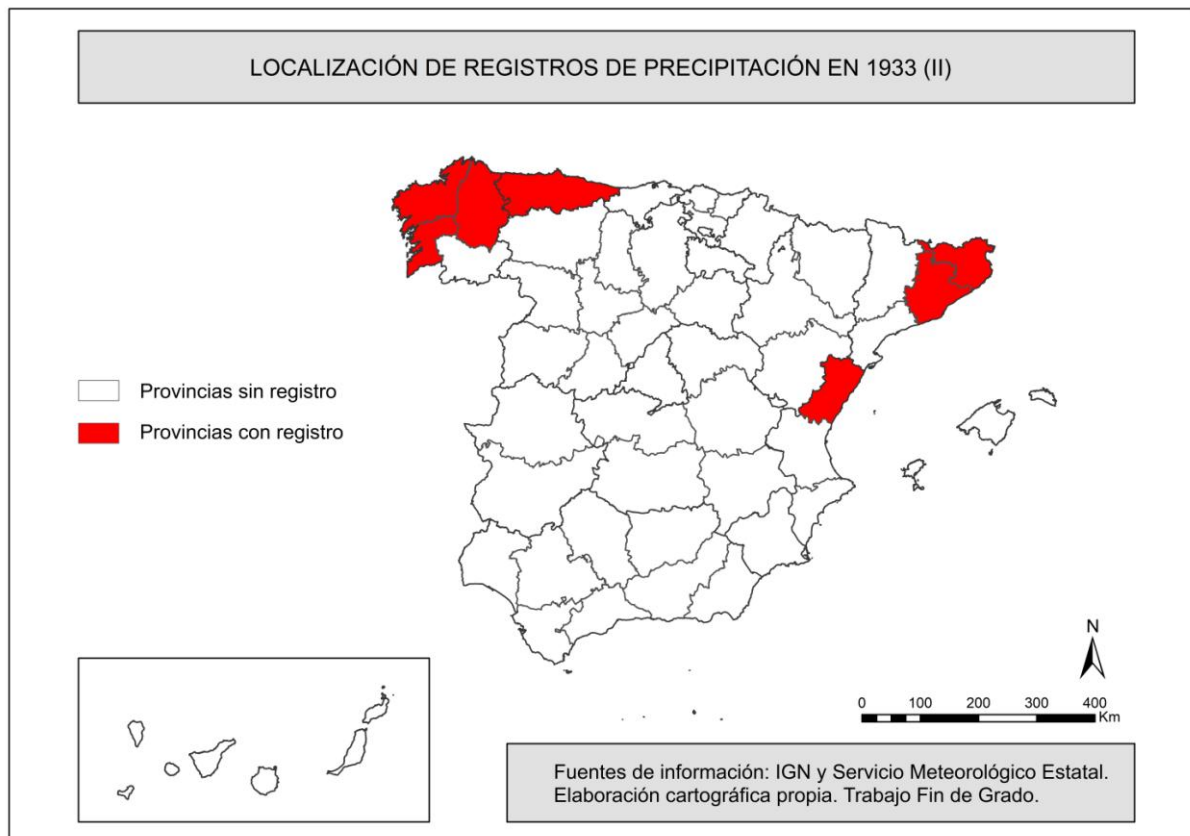 LOCALIZACIÓN DE REGISTROS DE PRECIPITACIÓN EN 1933 (II)
Provincias sin registro
Provincias con registro
N
0 100 200 300 400
Km
Fuentes de información: IGN y Servicio Meteorológico Estatal.
Elaboración cartográfica propia. Trabajo Fin de Grado.